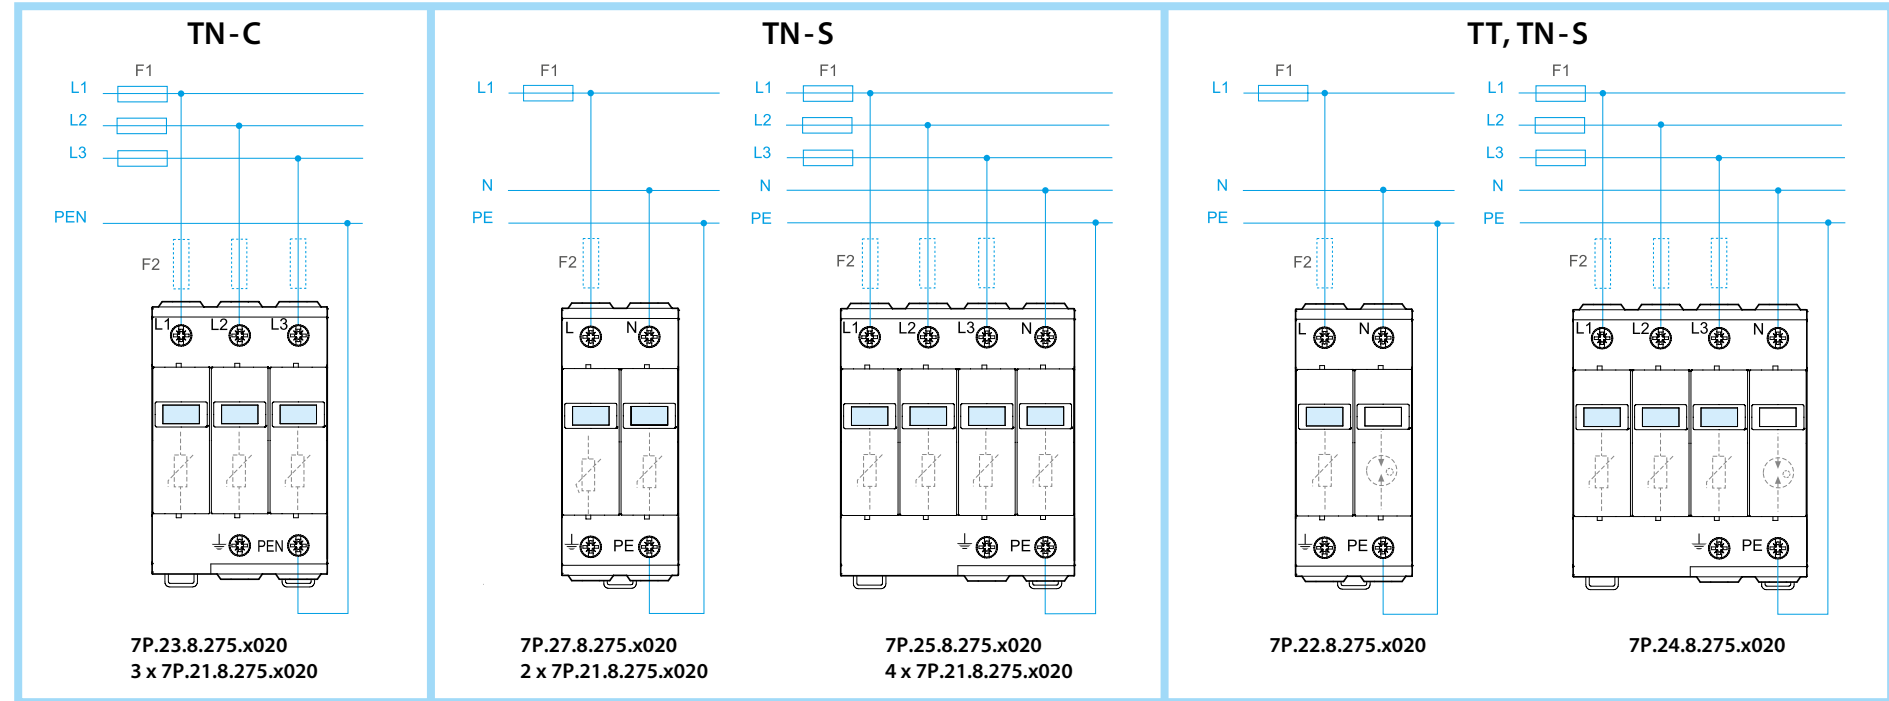 TN-C
F1
L1
L2
L3
PEN
F2
L1 L2 L3
PEN
7P.23.8.275.x020
3 x 7P.21.8.275.x020
TN-S
F1
L1
N
PE
F2
L N
PE
7P.27.8.275.x020
2 x 7P.21.8.275.x020
F1
L1
L2
L3
N
PE
F2
L1 L2 L3 N
PE
7P.25.8.275.x020
4 x 7P.21.8.275.x020
TT, TN-S
F1
L1
N
PE
F2
L N
PE
7P.22.8.275.x020
F1
L1
L2
L3
N
PE
F2
L1 L2 L3 N
PE
7P.24.8.275.x020